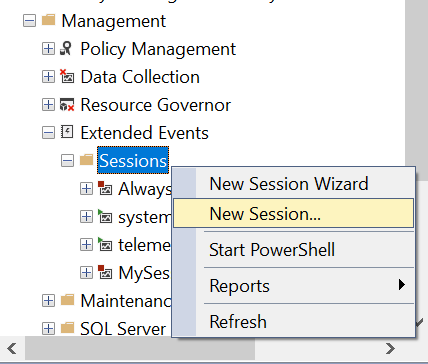 Management
Policy Management
Data Collection
Resource Governor
Extended Events
Sessions
Always
system
teleme
MySes
Maintenanc
SQL Server
New Session Wizard
New Session...
Start PowerShell
Reports
Refresh